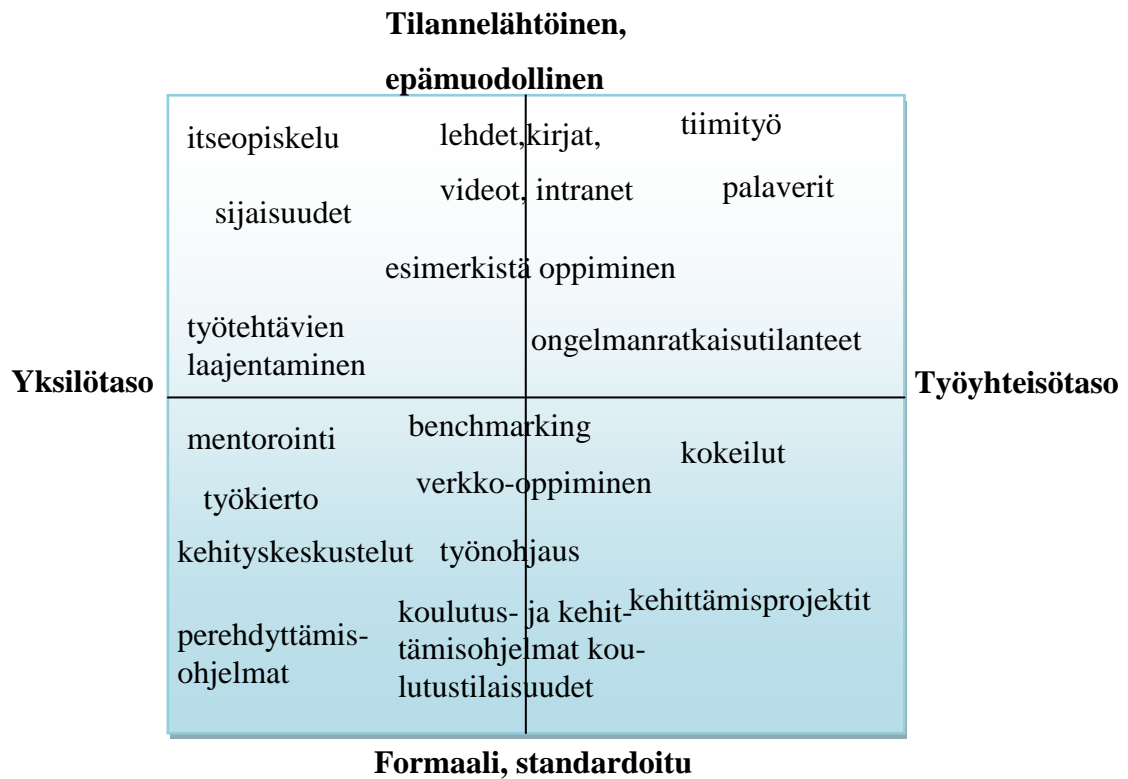 Tilannelähtöinen,
epämuodollinen
itseopiskelu
lehdet,kirjat,
tiimityö
videot, intranet
palaverit
sijaisuudet
esimerkistä oppiminen
työtehtävien
laajentaminen
ongelmanratkaisutilanteet
Yksilötaso
Työyhteisötaso
mentorointi
benchmarking
kokeilut
työkierto
verkko-oppiminen
kehityskeskustelut
työnohjaus
perehdyttämis-
ohjelmat
koulutus- ja kehit-
tämisohjelmat kou-
lutustilaisuudet
kehittämisprojektit
Formaali, standardoitu